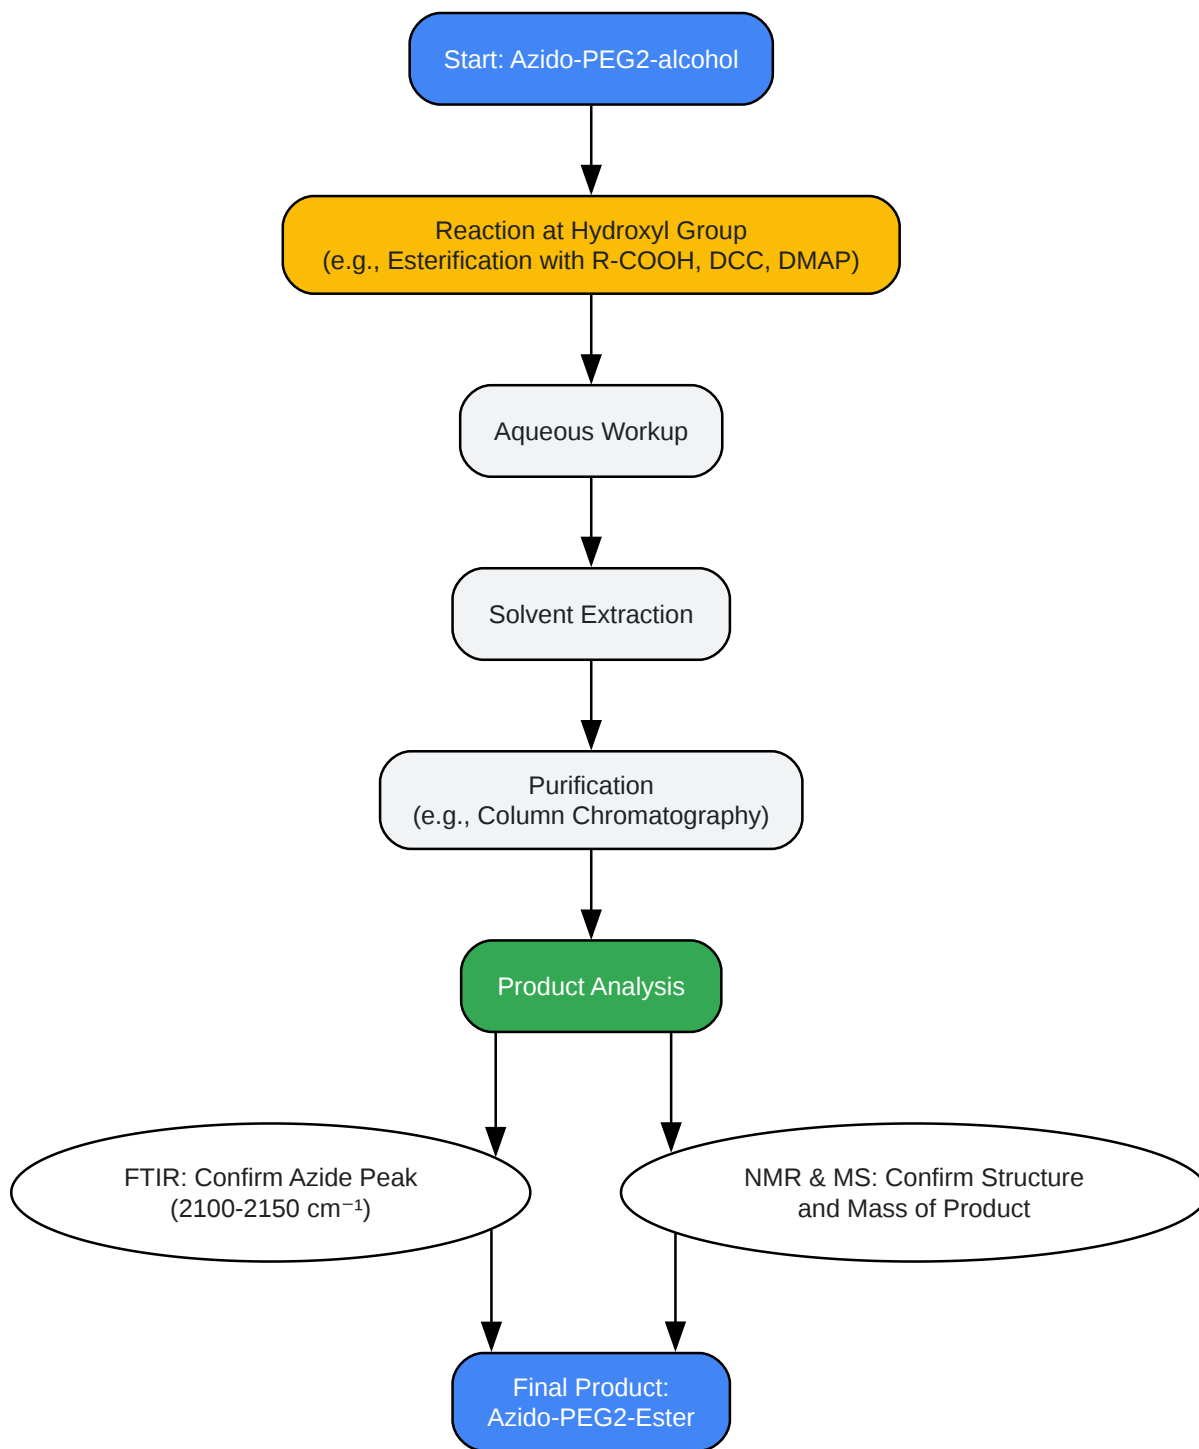 Start: Azido-PEG2-alcohol
Reaction at Hydroxyl Group
(e.g., Esterification with R-COOH, DCC, DMAP)
Aqueous Workup
Solvent Extraction
Purification
(e.g., Column Chromatography)
Product Analysis
FTIR: Confirm Azide Peak
(2100-2150 cm⁻¹)
NMR & MS: Confirm Structure
and Mass of Product
Final Product:
Azido-PEG2-Ester